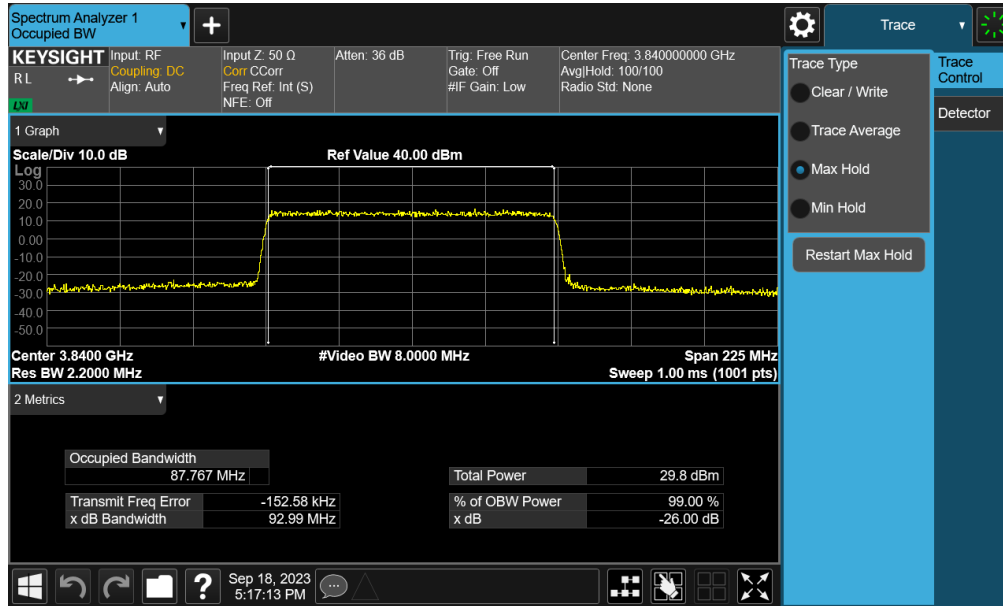 Spectrum Analyzer 1
Occupied BW
+
Trace
KEYSIGHT
R L
LXI
Input: RF
Coupling: DC
Align: Auto
Input Z: 50 Ω
Corr CCorr
Freq Ref: Int (S)
NFE: Off
Atten: 36 dB
Trig: Free Run
Gate: Off
#IF Gain: Low
Center Freq: 3.840000000 GHz
Avg|Hold: 100/100
Radio Std: None
Trace Type
Clear / Write
Trace Average
Max Hold
Min Hold
Restart Max Hold
Trace
Control
Detector
1 Graph
Scale/Div 10.0 dB
Ref Value 40.00 dBm
Log
30.0
20.0
10.0
0.00
-10.0
-20.0
-30.0
-40.0
-50.0
Center 3.8400 GHz
#Video BW 8.0000 MHz
Span 225 MHz
Res BW 2.2000 MHz
Sweep 1.00 ms (1001 pts)
2 Metrics
Occupied Bandwidth
87.767 MHz
Total Power 29.8 dBm
Transmit Freq Error -152.58 kHz
% of OBW Power 99.00 %
x dB Bandwidth 92.99 MHz
x dB -26.00 dB
?
Sep 18, 2023
5:17:13 PM